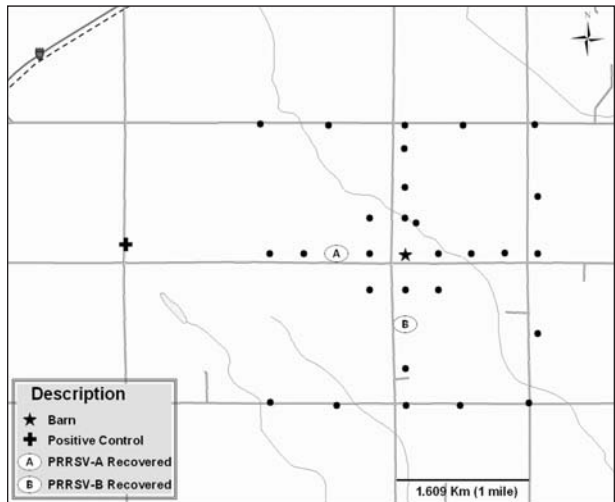 N
A
B
Description
Barn
Positive Control
A PRRSV-A Recovered
B PRRSV-B Recovered
1.609 Km (1 mile)